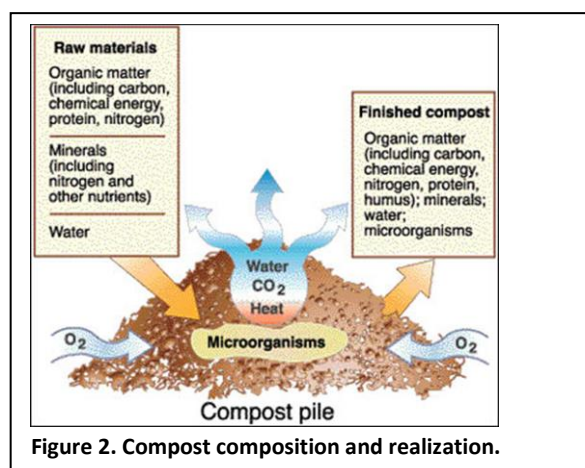 Raw materials
Organic matter
(including carbon,
chemical energy,
protein, nitrogen)
Minerals
(including
nitrogen and
other nutrients)
Water
Finished compost
Organic matter
(including carbon,
chemical energy,
nitrogen, protein,
humus); minerals;
water;
microorganisms
Water
CO2
Heat
O2
Microorganisms
O2
Compost pile
Figure 2. Compost composition and realization.